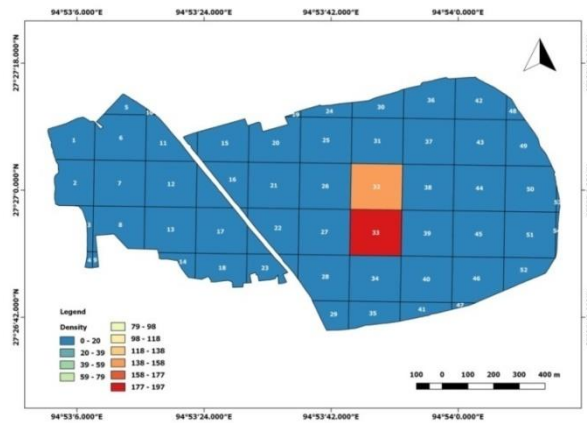 94°53'6.000"E 94°53'24.000"E 94°53'42.000"E 94°54'0.000"E
27°27'18.000"N
27°27'0.000"N
27°26'42.000"N
5 24 30 36 42 48
1 6 11 15 20 25 31 37 43 49
2 7 12 16 21 26 32 38 44 50
8 13 17 22 27 33 39 45 51
14 18 23 28 34 40 46 52
29 35 41 47
Legend
Density
0 - 20
20 - 39
39 - 59
59 - 79
79 - 98
98 - 118
118 - 138
138 - 158
158 - 177
177 - 197
100 0 100 200 300 400 m
94°53'6.000"E 94°53'24.000"E 94°53'42.000"E 94°54'0.000"E